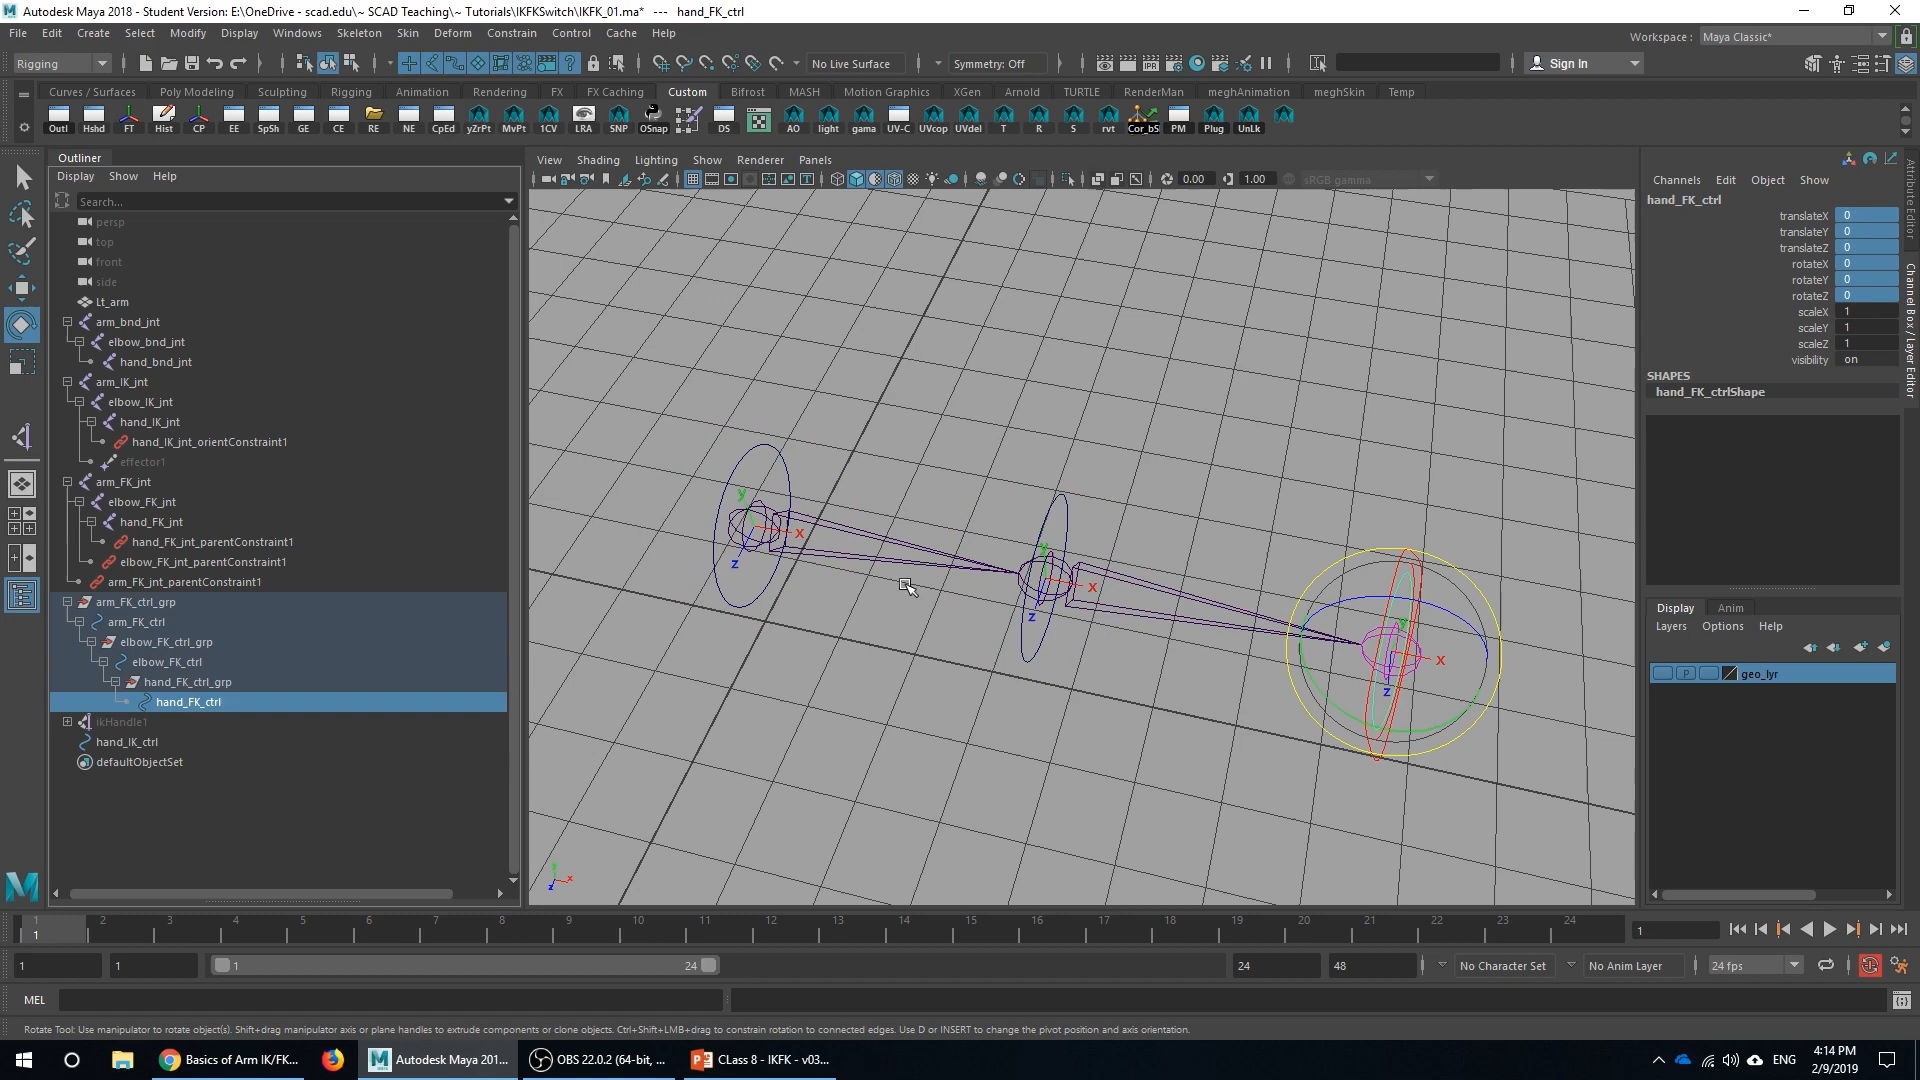 Autodesk Maya 2018 - Student Version: E:\OneDrive - scad.edu\~ SCAD Teaching\~ Tutorials\IKFKSwitch\IKFK_01.ma* --- hand_FK_ctrl
File Edit Create Select Modify Display Windows Skeleton Skin Deform Constrain Control Cache Help
Workspace : Maya Classic*
Rigging No Live Surface Symmetry: Off Sign In
Curves / Surfaces Poly Modeling Sculpting Rigging Animation Rendering FX FX Caching Custom Bifrost MASH Motion Graphics XGen Arnold TURTLE RenderMan meghAnimation meghSkin Temp
Outl Hshd FT Hist CP EE SpSh GE CE RE NE CpEd yZrPt MvPt 1CV LRA SNP OSnap DS AO light gama UV-C UVcop UVdel T R S rvt Cor_bS PM Plug UnLk
Outliner
Display Show Help
Search...
persp
top
front
side
Lt_arm
arm_bnd_jnt
elbow_bnd_jnt
hand_bnd_jnt
arm_IK_jnt
elbow_IK_jnt
hand_IK_jnt
hand_IK_jnt_orientConstraint1
effector1
arm_FK_jnt
elbow_FK_jnt
hand_FK_jnt
hand_FK_jnt_parentConstraint1
elbow_FK_jnt_parentConstraint1
arm_FK_jnt_parentConstraint1
arm_FK_ctrl_grp
arm_FK_ctrl
elbow_FK_ctrl_grp
elbow_FK_ctrl
hand_FK_ctrl_grp
hand_FK_ctrl
ikHandle1
hand_IK_ctrl
defaultObjectSet
View Shading Lighting Show Renderer Panels
0.00 1.00 sRGB gamma
y x z
y x z
y x z
y x z
Channels Edit Object Show
hand_FK_ctrl
translateX 0
translateY 0
translateZ 0
rotateX 0
rotateY 0
rotateZ 0
scaleX 1
scaleY 1
scaleZ 1
visibility on
SHAPES
hand_FK_ctrlShape
Display Anim
Layers Options Help
P geo_lyr
Attribute Editor
Channel Box / Layer Editor
1 2 3 4 5 6 7 8 9 10 11 12 13 14 15 16 17 18 19 20 21 22 23 24
1 1
1 1 1 24 24 48 No Character Set No Anim Layer 24 fps
MEL
Rotate Tool: Use manipulator to rotate object(s). Shift+drag manipulator axis or plane handles to extrude components or clone objects. Ctrl+Shift+LMB+drag to constrain rotation to connected edges. Use D or INSERT to change the pivot position and axis orientation.
Basics of Arm IK/FK... Autodesk Maya 201... OBS 22.0.2 (64-bit, ... CLass 8 - IKFK - v03... ENG 4:14 PM
2/9/2019